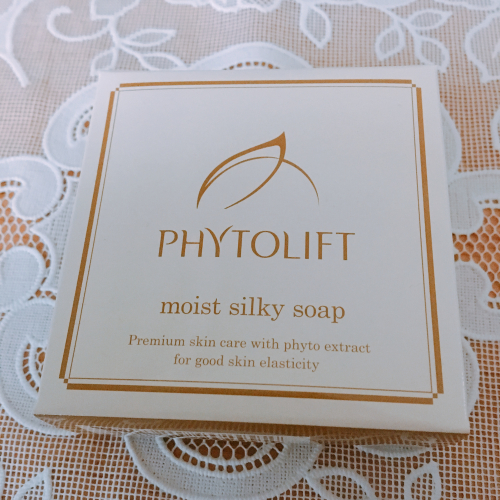 PHYTOLIFT
moist silky soap
Premium skin care with phyto extract
for good skin elasticity